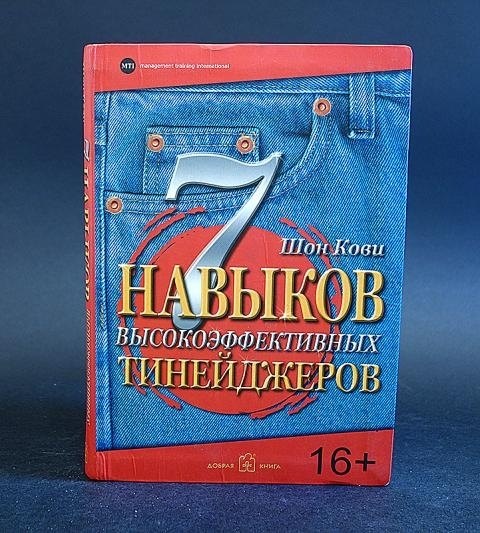 MTI management training international
7
Шон Кови
НАВЫКОВ
ВЫСОКОЭФФЕКТИВНЫХ
ТИНЕЙДЖЕРОВ
ДОБРАЯ КНИГА
16+